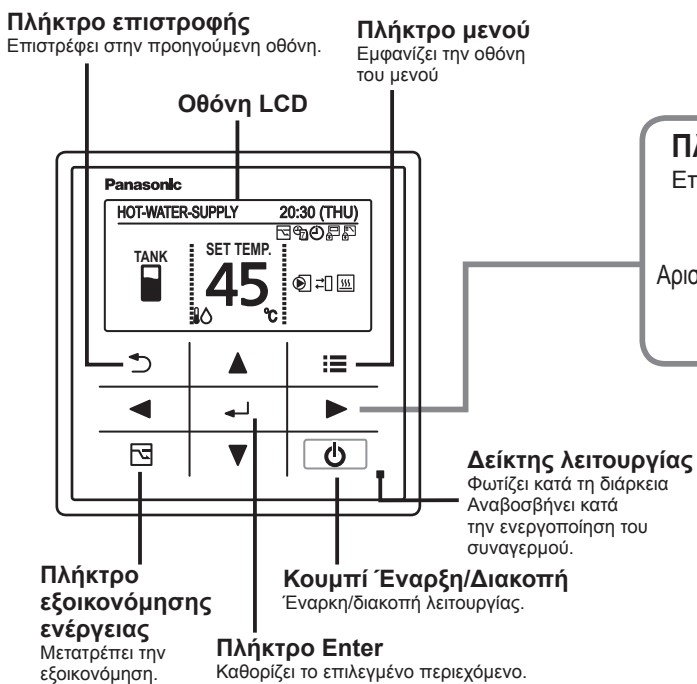 Πλήκτρο επιστροφής
Επιστρέφει στην προηγούμενη οθόνη.
Πλήκτρο μενού
Εμφανίζει την οθόνη
του μενού
Οθόνη LCD
Panasonic
HOT-WATER-SUPPLY 20:30 (THU)
TANK
SET TEMP.
45
℃
Δείκτης λειτουργίας
Φωτίζει κατά τη διάρκεια
Αναβοσβήνει κατά
την ενεργοποίηση του
συναγερμού.
Πλήκτρο
εξοικονόμησης
ενέργειας
Μετατρέπει την
εξοικονόμηση.
Κουμπί Έναρξη/Διακοπή
Έναρκη/διακοπή λειτουργίας.
Πλήκτρο Enter
Καθορίζει το επιλεγμένο περιεχόμενο.